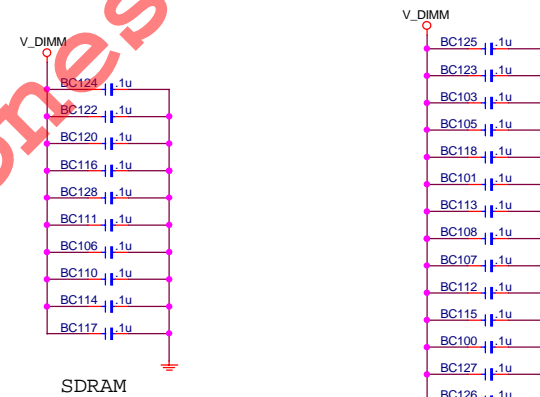 V_DIMM
BC124 .1u
BC122 .1u
BC120 .1u
BC116 .1u
BC128 .1u
BC111 .1u
BC106 .1u
BC110 .1u
BC114 .1u
BC117 .1u
SDRAM
V_DIMM
BC125 .1u
BC123 .1u
BC103 .1u
BC105 .1u
BC118 .1u
BC101 .1u
BC113 .1u
BC108 .1u
BC107 .1u
BC112 .1u
BC115 .1u
BC100 .1u
BC127 .1u
BC126 .1u